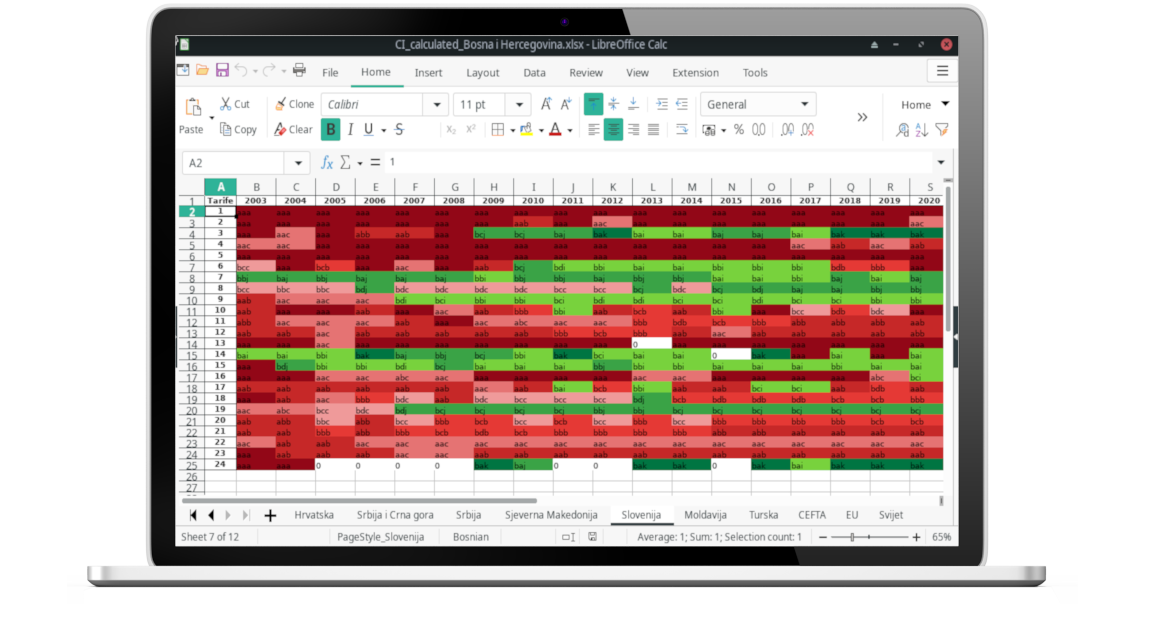 CI_calculated_Bosna i Hercegovina.xlsx - LibreOffice Calc
File Home Insert Layout Data Review View Extension Tools
Cut Clone Calibri 11 pt General Home
Paste Copy Clear B I U S
A2 fx Σ = 1
A B C D E F G H I J K L M N O P Q R S
1 Tarife 2003 2004 2005 2006 2007 2008 2009 2010 2011 2012 2013 2014 2015 2016 2017 2018 2019 2020
2 1 aaa aaa aaa aaa aaa aaa aaa aaa aaa aaa aaa aaa aaa aaa aaa aaa aaa aaa
3 2 aaa aaa aaa aaa aaa aaa aaa aab aaa aac aaa aaa aaa aaa aaa aaa aaa aac
4 3 aaa aac aaa abb aab aaa bcj bcj baj bak bai bai baj baj bai bak bak bak
5 4 aac aac aaa aaa aaa aaa aaa aaa aaa aaa aaa aaa aaa aaa aac aab aac aab
6 5 aaa aaa aaa aaa aaa aaa aaa aaa aaa aaa aaa aaa aaa aaa aaa aaa aaa aaa
7 6 bcc aaa bcb aaa aac aaa aab bcj bdi bbi bai bai bbi bbi bbi bdb bbb aaa
8 7 bbj baj bbj baj baj baj bbi bbj bbj bbj bbj bbj bai bai bbi baj bai bai
9 8 bcc bbc bbc bdj bdc bdc bdc bdc bcc bcc bcj bdc bcj bdj baj baj bbj bbj
10 9 aab aac aac aac bdi bci bbi bbi bci bdi bdi bdi bci bdi bci bci bbi bbi
11 10 aab aaa aaa aab aaa aac aab bbb bbi aab bcb aab bbi aaa bcc bdb bdc aaa
12 11 abb aac aac aac aab aaa aac abc aac aac bbb bdb bcb bbb abb abb abb abb
13 12 aab aab aac aab aab aab aab aab bbb bcb bbb aab aac aab aab aab aab aab
14 13 aaa aaa aac aaa aaa aaa aaa aaa aaa aaa 0 aaa aaa aaa aaa aaa aaa aaa
15 14 bai bai bbi bak baj bbj bcj bbi bak bci bai bai 0 bak aaa bai aaa bai
16 15 aaa bdj bbi bbi bdi bcj bai bai bai bbj bbi bbi bai bai bai bai bai bci
17 16 aaa aaa aac aac abc aac aaa aaa aaa aaa aac aac aaa aaa aaa aaa abc bci
18 17 aab aab aab aac aab aab aac aab bai bcb bbi aab aab bci bci aab bdb aab
19 18 aaa aab aac bbb bdc aab bdc bcc bcc bcc bdj bcb bdb bdb bdb bcb bcb bcb
20 19 aac abc bcc bdc bdj bcj bcj bcj bcj bbj bbj bcj bcj bcj bcj bcj bcj bcj
21 20 aab abb bbc abb bbc bbb bcb bcc bcb bcc bbb bcc bbb bbb bbb bbb bbb bbb
22 21 aab aab bbb abb bbb bcb bcb bdb bcb bcb bbb bbb bbb bbb aab aab abb aab
23 22 aac aab aab aac aac aac aac aac aac aac aac aac aac aac aac aac aac aac
24 23 aaa aab aab aab aac aac aab aab aab aab aab aab aab aab aab aab aab aab
25 24 aaa aaa 0 0 0 0 bak baj 0 0 bak bak 0 bak bai bak bak bak
26
27
Hrvatska Srbija i Crna gora Srbija Sjeverna Makedonija Slovenija Moldavija Turska CEFTA EU Svijet
Sheet 7 of 12 PageStyle_Slovenija Bosnian Average: 1; Sum: 1; Selection count: 1 65%